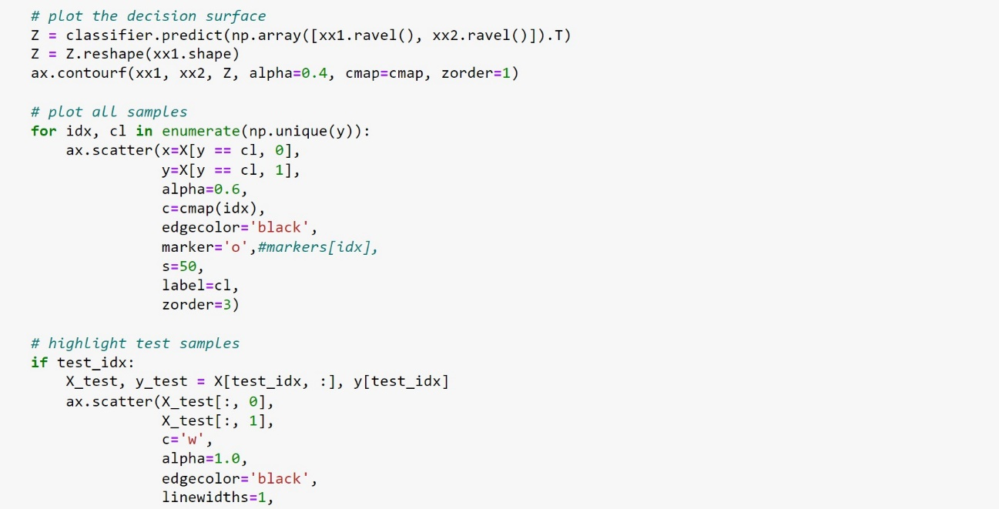 # plot the decision surface
Z = classifier.predict(np.array([xx1.ravel(), xx2.ravel()]).T)
Z = Z.reshape(xx1.shape)
ax.contourf(xx1, xx2, Z, alpha=0.4, cmap=cmap, zorder=1)

# plot all samples
for idx, cl in enumerate(np.unique(y)):
    ax.scatter(x=X[y == cl, 0],
               y=X[y == cl, 1],
               alpha=0.6,
               c=cmap(idx),
               edgecolor='black',
               marker='o',#markers[idx],
               s=50,
               label=cl,
               zorder=3)

# highlight test samples
if test_idx:
    X_test, y_test = X[test_idx, :], y[test_idx]
    ax.scatter(X_test[:, 0],
               X_test[:, 1],
               c='w',
               alpha=1.0,
               edgecolor='black',
               linewidths=1,